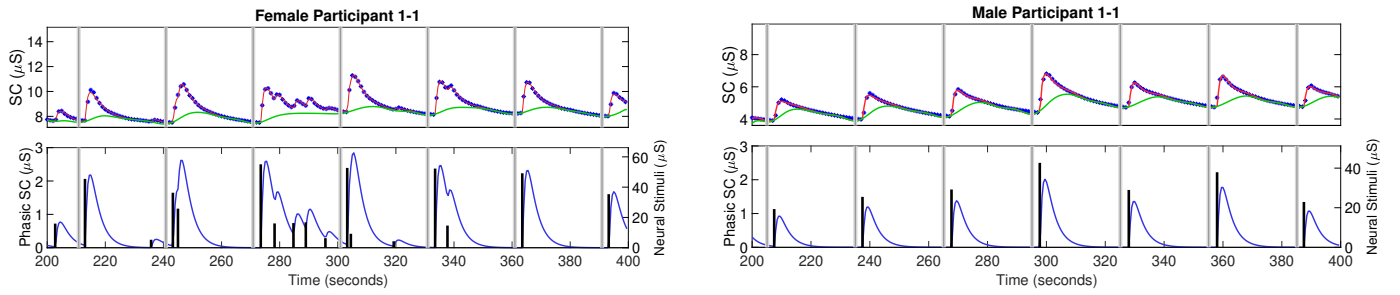 Female Participant 1-1
SC (μS)
14
12
10
8
Phasic SC (μS)
3
2
1
0
60
40
20
0
Neural Stimuli (μS)
200 220 240 260 280 300 320 340 360 380 400
Time (seconds)
Male Participant 1-1
SC (μS)
8
6
4
Phasic SC (μS)
3
2
1
0
40
20
0
Neural Stimuli (μS)
200 220 240 260 280 300 320 340 360 380 400
Time (seconds)